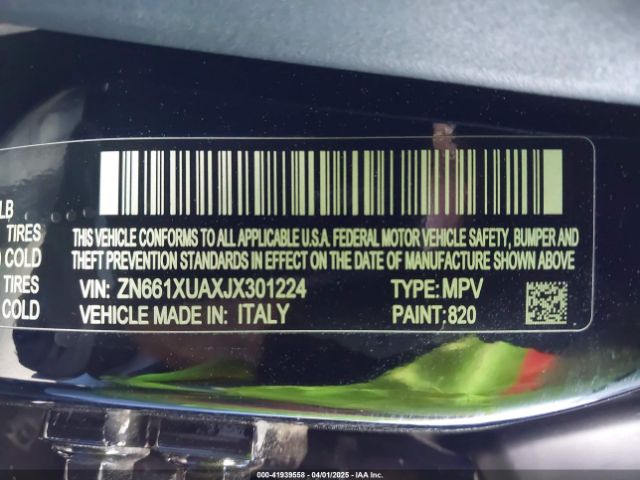 LB
TIRES
COLD
TIRES
COLD
THIS VEHICLE CONFORMS TO ALL APPLICABLE U.S.A. FEDERAL MOTOR VEHICLE SAFETY, BUMPER AND
THEFT PREVENTION STANDARDS IN EFFECT ON THE DATE OF MANUFACTURE SHOWN ABOVE
VIN: ZN661XUAXJX301224 TYPE: MPV
VEHICLE MADE IN: ITALY PAINT: 820
000-41939558 - 04/01/2025 - IAA Inc.